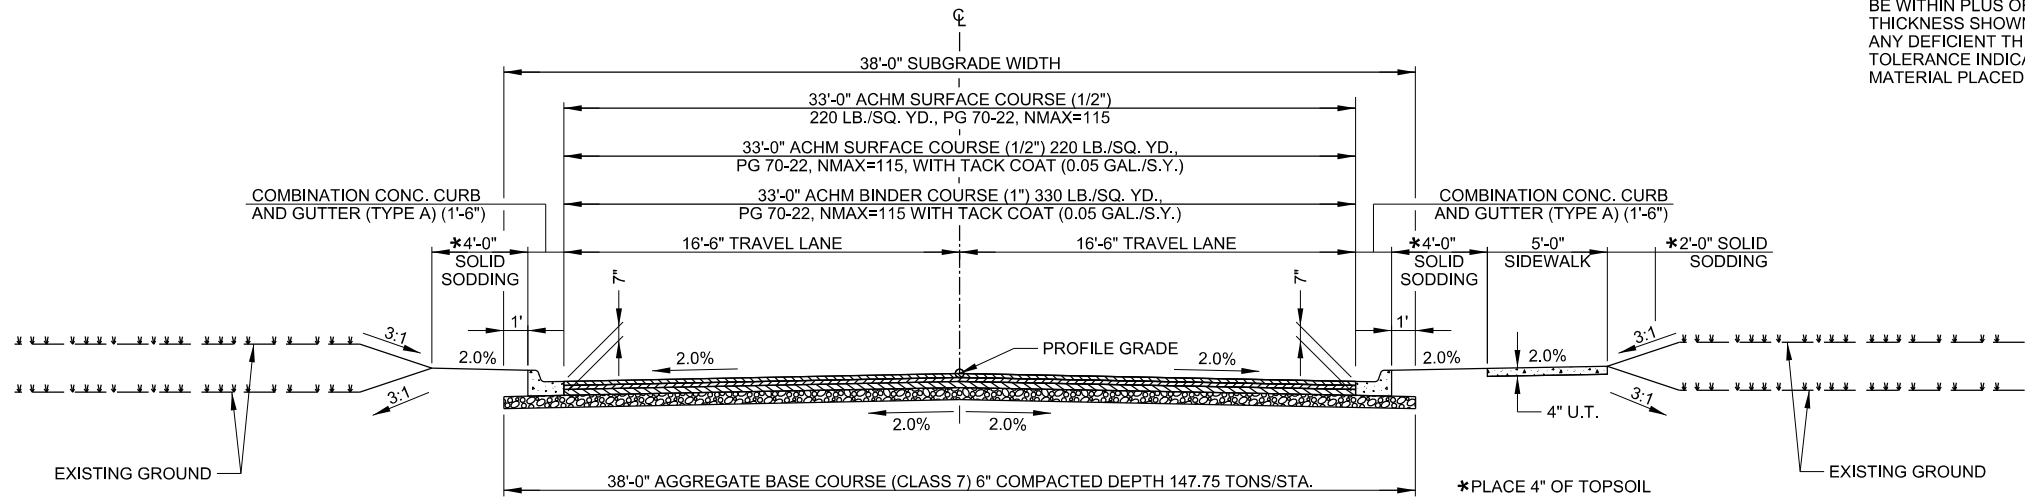 BE WITHIN PLUS
THICKNESS
ANY DEFICIENT
TOLERANCE
MATERIAL PLACED
℄
38'-0" SUBGRADE WIDTH
33'-0" ACHM SURFACE COURSE (1/2")
220 LB./SQ. YD., PG 70-22, NMAX=115
33'-0" ACHM SURFACE COURSE (1/2") 220 LB./SQ. YD.,
PG 70-22, NMAX=115, WITH TACK COAT (0.05 GAL./S.Y.)
COMBINATION CONC. CURB
AND GUTTER (TYPE A) (1'-6")
33'-0" ACHM BINDER COURSE (1") 330 LB./SQ. YD.,
PG 70-22, NMAX=115 WITH TACK COAT (0.05 GAL./S.Y.)
COMBINATION CONC. CURB
AND GUTTER (TYPE A) (1'-6")
*4'-0"
SOLID
SODDING
16'-6" TRAVEL LANE
16'-6" TRAVEL LANE
*4'-0"
SOLID
SODDING
5'-0"
SIDEWALK
*2'-0" SOLID
SODDING
7"
7"
1'
1'
3:1
3:1
2.0%
2.0%
PROFILE GRADE
2.0%
2.0%
2.0%
3:1
3:1
2.0%
2.0%
4" U.T.
EXISTING GROUND
EXISTING GROUND
38'-0" AGGREGATE BASE COURSE (CLASS 7) 6" COMPACTED DEPTH 147.75 TONS/STA.
*PLACE 4" OF TOPSOIL